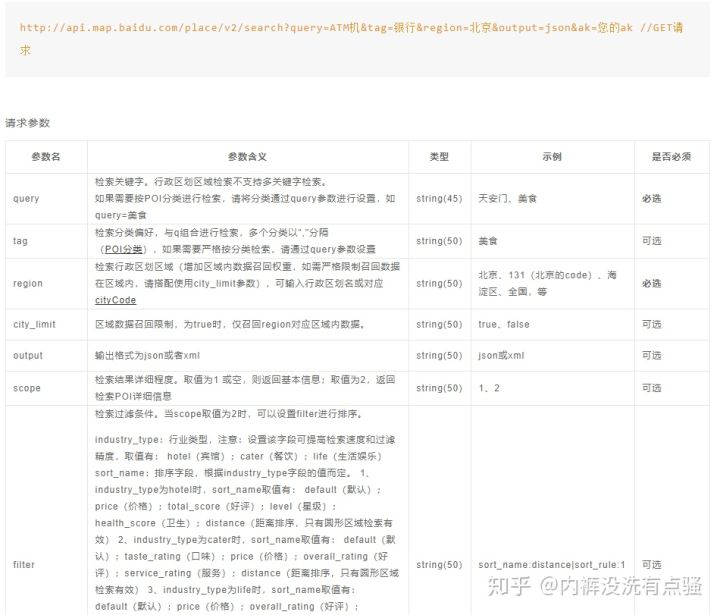 http://api.map.baidu.com/place/v2/search?query=ATM机&tag=银行&region=北京&output=json&ak=您的ak //GET请
求
请求参数
参数名 参数含义 类型 示例 是否必须
检索关键字。行政区划区域检索不支持多关键字检索。
如果需要按POI分类进行检索，请将分类通过query参数进行设置，如
query=美食
query string(45) 天安门、美食 必选
检索分类偏好，与q组合进行检索，多个分类以","分隔
（POI分类），如果需要严格按分类检索，请通过query参数设置
tag string(50) 美食 可选
检索行政区划区域（增加区域内数据召回权重，如需严格限制召回数据
在区域内，请搭配使用city_limit参数），可输入行政区划名或对应
cityCode
region string(50) 北京、131（北京的code）、海
淀区、全国，等
必选
city_limit 区域数据召回限制，为true时，仅召回region对应区域内数据。 string(50) true、false 可选
output 输出格式为json或者xml string(50) json或xml 可选
检索结果详细程度。取值为1 或空，则返回基本信息；取值为2，返回
检索POI详细信息
scope string(50) 1、2 可选
检索过滤条件。当scope取值为2时，可以设置filter进行排序。
industry_type：行业类型，注意：设置该字段可提高检索速度和过滤
精度，取值有： hotel（宾馆）；cater（餐饮）；life（生活娱乐）
sort_name：排序字段，根据industry_type字段的值而定。 1、
industry_type为hotel时，sort_name取值有： default（默认）；
price（价格）；total_score（好评）；level（星级）；
health_score（卫生）；distance（距离排序，只有圆形区域检索有
效） 2、industry_type为cater时，sort_name取值有： default（默
认）；taste_rating（口味）；price（价格）；overall_rating（好
评）；service_rating（服务）；distance（距离排序，只有圆形区域
检索有效） 3、industry_type为life时，sort_name取值有：
default（默认）；price（价格）；overall_rating（好评）；
filter string(50) sort_name:distance|sort_rule:1 可选
知乎 @内裤没洗有点骚